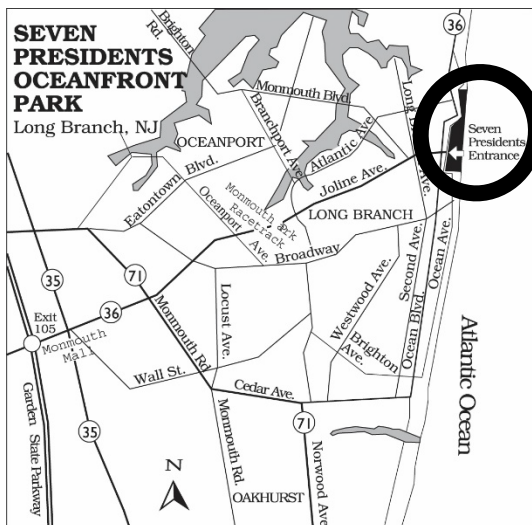 SEVEN
PRESIDENTS
OCEANFRONT
PARK
Long Branch, NJ
Brighton
Rd.
36
Monmouth Blvd.
Branchport Ave.
Atlantic Ave.
Seven
Presidents
Entrance
OCEANPORT
Eatontown Blvd.
Joline Ave.
Ave.
Monmouth Park
Racetrack
Oceanport
Ave.
LONG BRANCH
Broadway
71
35
36
Exit
105
Monmouth
Mall
Monmouth Rd.
Locust Ave.
Westwood Ave.
Second Ave.
Ocean Blvd.
Ocean Ave.
Brighton
Ave.
Wall St.
Cedar Ave.
Atlantic Ocean
Garden State Parkway
35
71
Monmouth Rd.
Norwood Ave.
N
OAKHURST